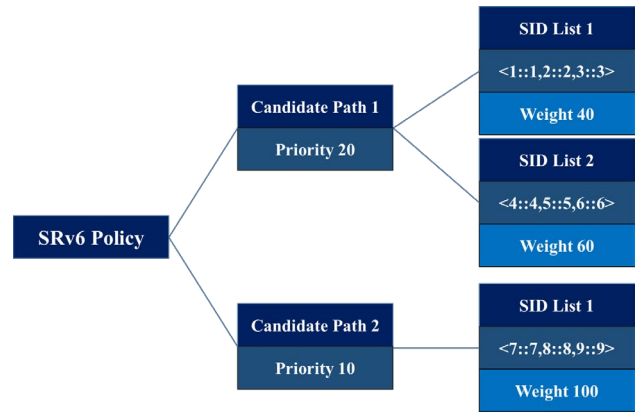 SRv6 Policy
Candidate Path 1
Priority 20
SID List 1
<1::1,2::2,3::3>
Weight 40
SID List 2
<4::4,5::5,6::6>
Weight 60
Candidate Path 2
Priority 10
SID List 1
<7::7,8::8,9::9>
Weight 100